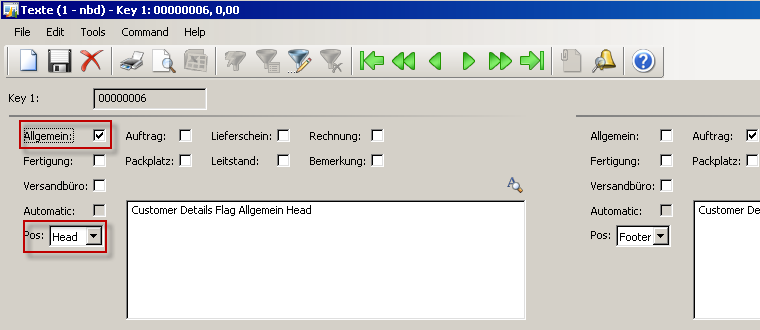 Texte (1 - nbd) - Key 1: 00000006, 0,00
File Edit Tools Command Help
Key 1: 00000006
Allgemein: Auftrag: Lieferschein: Rechnung: Allgemein: Auftrag:
Fertigung: Packplatz: Leitstand: Bemerkung: Fertigung: Packplatz:
Versandbüro: Versandbüro:
Automatic: Customer Details Flag Allgemein Head Automatic: Customer De
Pos: Head Pos: Footer